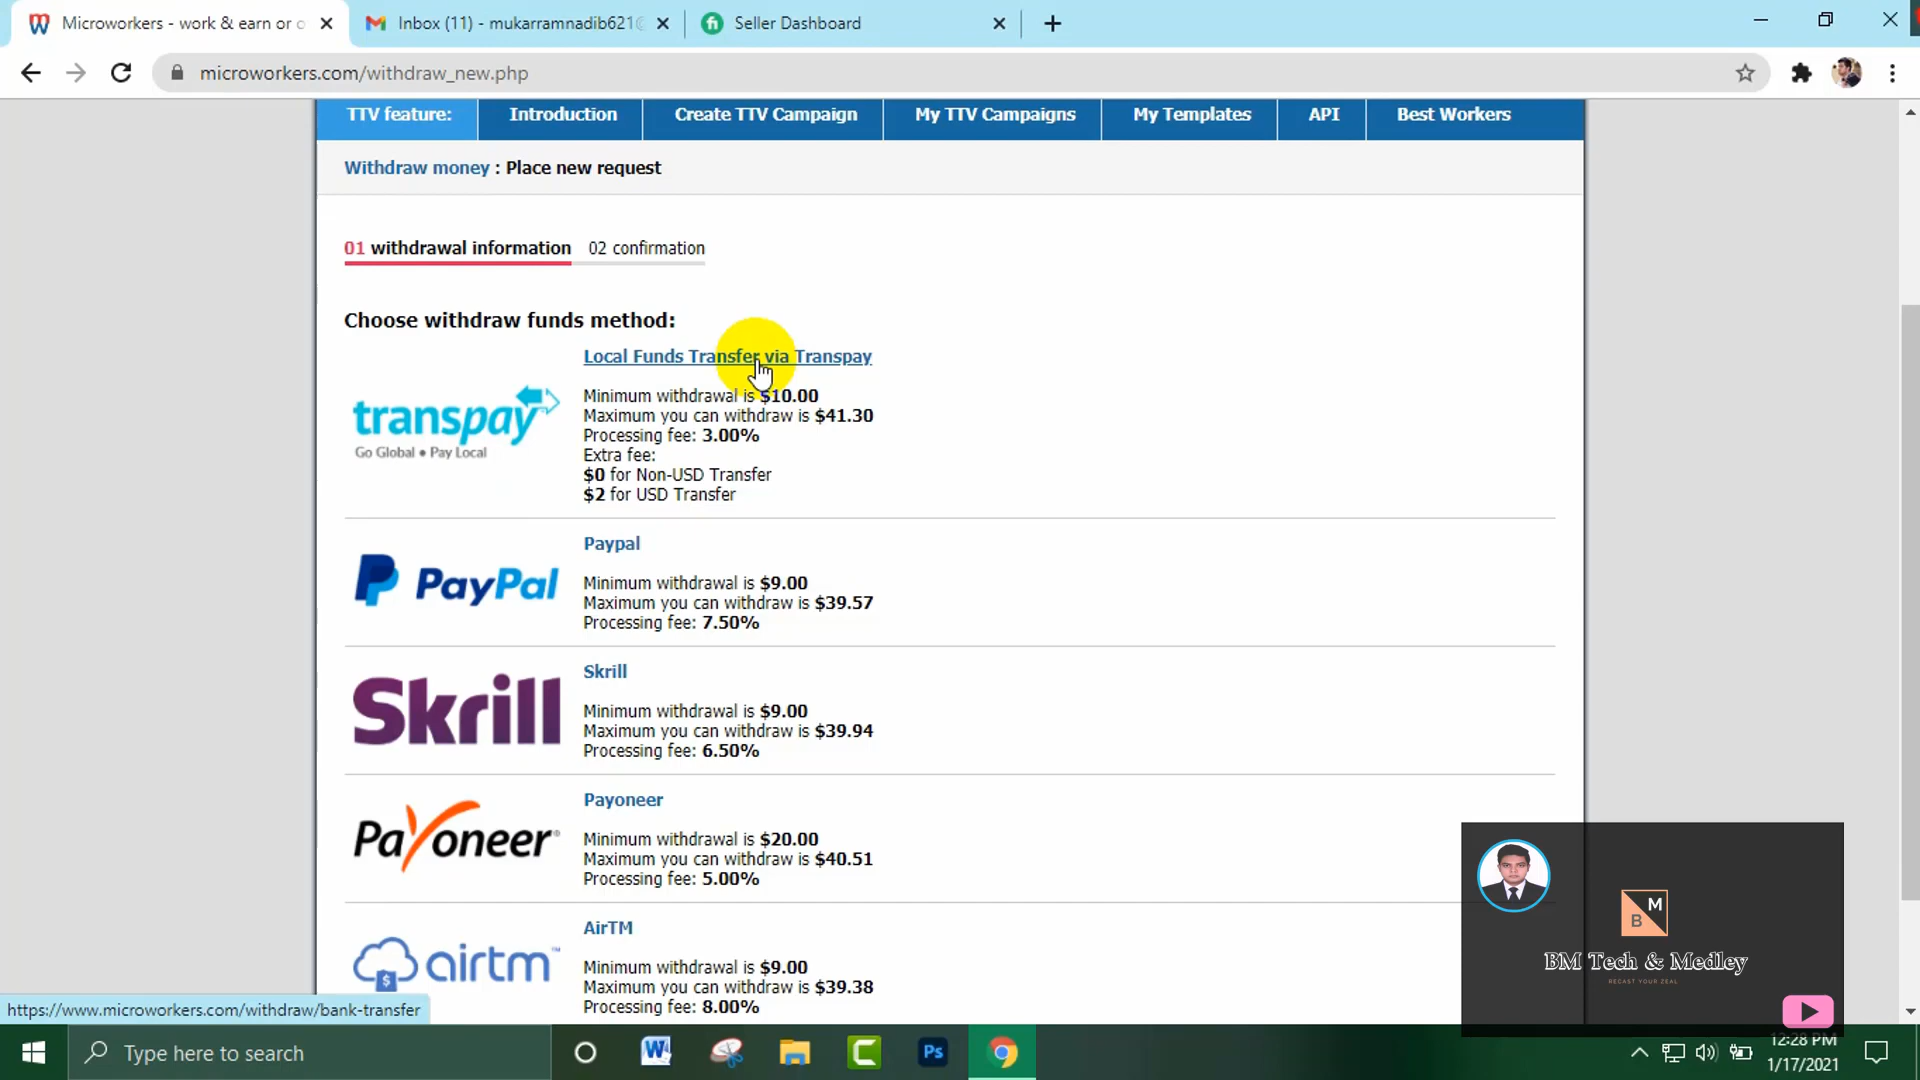 Microworkers - work & earn or o
Inbox (11) - mukarramnadib621@
Seller Dashboard
microworkers.com/withdraw_new.php
TTV feature:
Introduction
Create TTV Campaign
My TTV Campaigns
My Templates
API
Best Workers
Withdraw money : Place new request
01 withdrawal information
02 confirmation
Choose withdraw funds method:
Local Funds Transfer via Transpay
transpay
Go Global • Pay Local
Minimum withdrawal is $10.00
Maximum you can withdraw is $41.30
Processing fee: 3.00%
Extra fee:
$0 for Non-USD Transfer
$2 for USD Transfer
PayPal
Paypal
Minimum withdrawal is $9.00
Maximum you can withdraw is $39.57
Processing fee: 7.50%
Skrill
Skrill
Minimum withdrawal is $9.00
Maximum you can withdraw is $39.94
Processing fee: 6.50%
Payoneer
Payoneer
Minimum withdrawal is $20.00
Maximum you can withdraw is $40.51
Processing fee: 5.00%
airtm™
AirTM
Minimum withdrawal is $9.00
Maximum you can withdraw is $39.38
Processing fee: 8.00%
M
B
BM Tech & Medley
RECAST YOUR ZEAL
https://www.microworkers.com/withdraw/bank-transfer
Type here to search
W
C
Ps
12:28 PM
1/17/2021